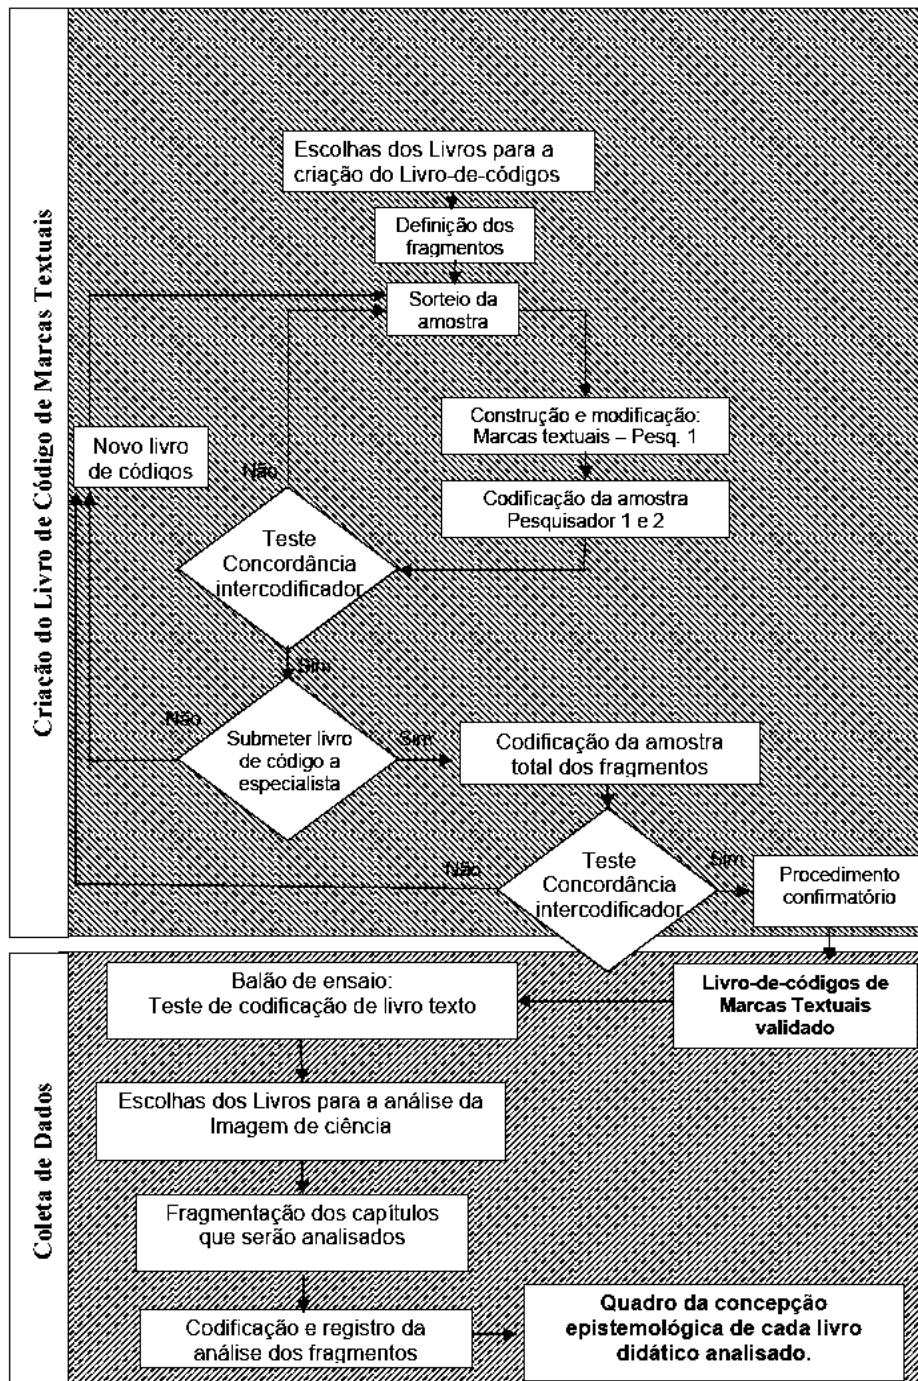 Criação do Livro de Código de Marcas Textuais
Escolhas dos Livros para a
criação do Livro-de-códigos
Definição dos
fragmentos
Sorteio da
amostra
Construção e modificação:
Marcas textuais – Pesq. 1
Codificação da amostra
Pesquisador 1 e 2
Novo livro
de códigos
Não
Teste
Concordância
intercodificador
Sim
Não
Submeter livro
de código a
especialista
Sim
Codificação da amostra
total dos fragmentos
Não
Teste
Concordância
intercodificador
Sim
Procedimento
confirmatório
Livro-de-códigos de
Marcas Textuais
validado
Coleta de Dados
Balão de ensaio:
Teste de codificação de livro texto
Escolhas dos Livros para a análise da
Imagem de ciência
Fragmentação dos capítulos
que serão analisados
Codificação e registro da
análise dos fragmentos
Quadro da concepção
epistemológica de cada livro
didático analisado.